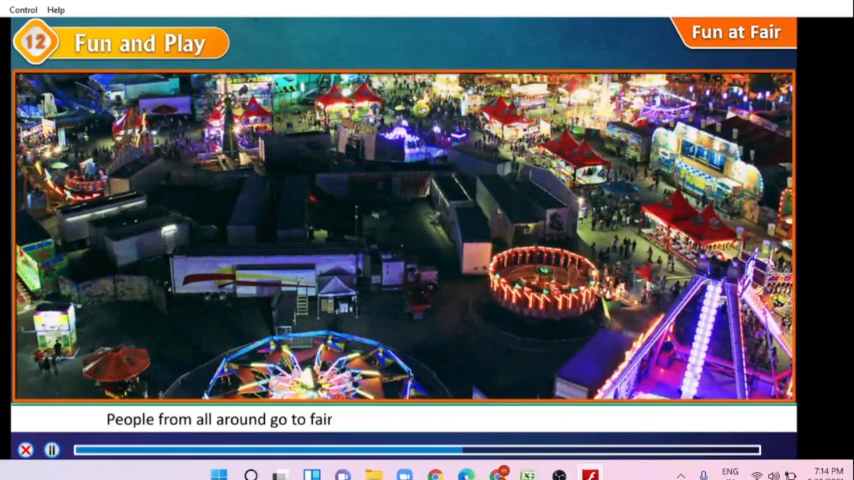 Control Help
12 Fun and Play
Fun at Fair
People from all around go to fair
ENG
7:14 PM